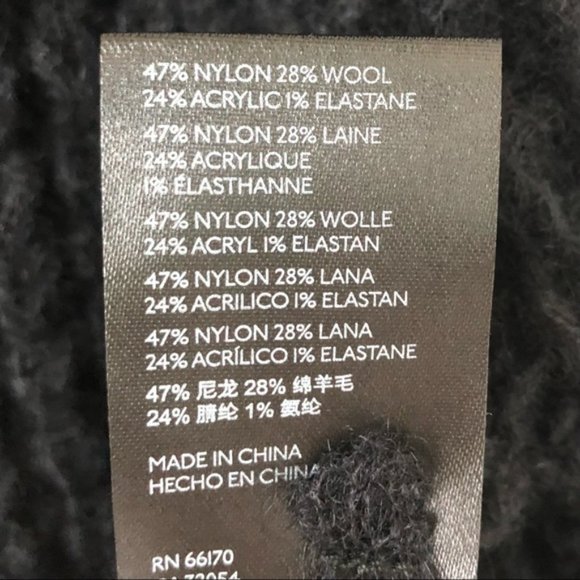 47% NYLON 28% WOOL
24% ACRYLIC 1% ELASTANE
47% NYLON 28% LAINE
24% ACRYLIQUE
1% ÉLASTHANNE
47% NYLON 28% WOLLE
24% ACRYL 1% ELASTAN
47% NYLON 28% LANA
24% ACRILICO 1% ELASTAN
47% NYLON 28% LANA
24% ACRÍLICO 1% ELASTANE
47% 尼龙 28% 绵羊毛
24% 腈纶 1% 氨纶
MADE IN CHINA
HECHO EN CHINA
RN 66170